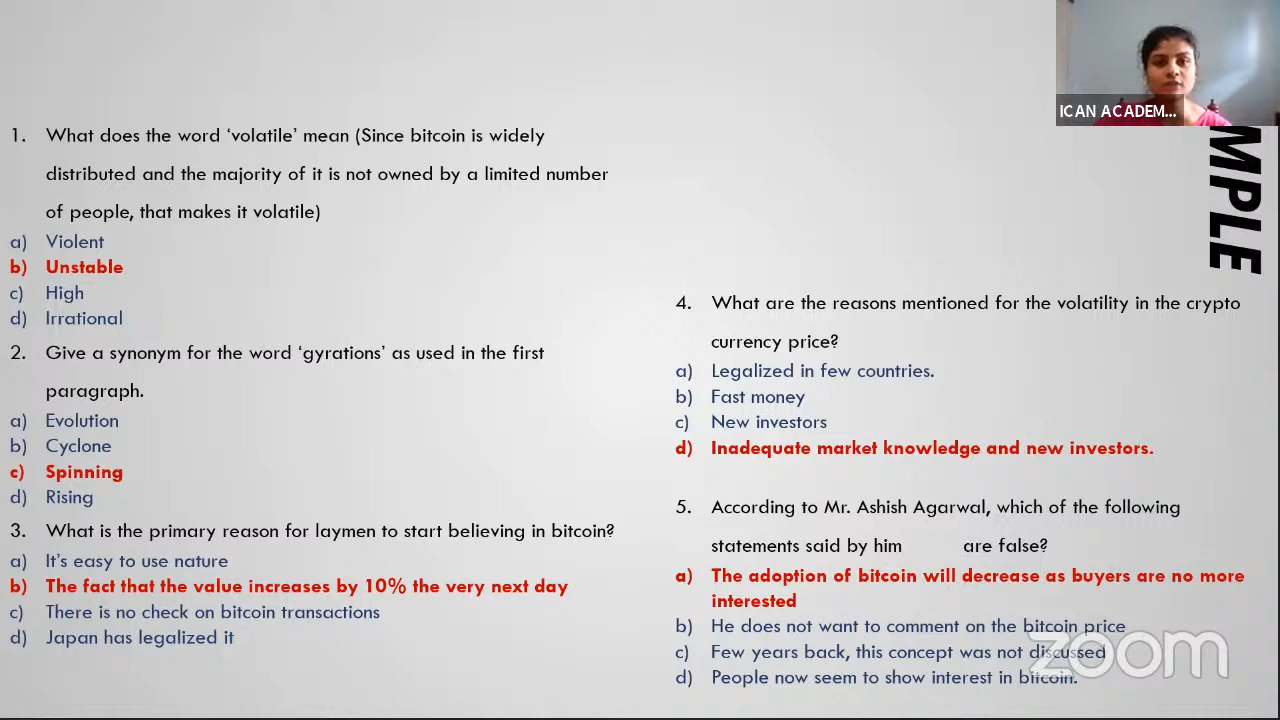 ICAN ACADEM...
MPLE
1. What does the word ‘volatile’ mean (Since bitcoin is widely
distributed and the majority of it is not owned by a limited number
of people, that makes it volatile)
a) Violent
b) Unstable
c) High
d) Irrational
2. Give a synonym for the word ‘gyrations’ as used in the first
paragraph.
a) Evolution
b) Cyclone
c) Spinning
d) Rising
3. What is the primary reason for laymen to start believing in bitcoin?
a) It’s easy to use nature
b) The fact that the value increases by 10% the very next day
c) There is no check on bitcoin transactions
d) Japan has legalized it
4. What are the reasons mentioned for the volatility in the crypto
currency price?
a) Legalized in few countries.
b) Fast money
c) New investors
d) Inadequate market knowledge and new investors.
5. According to Mr. Ashish Agarwal, which of the following
statements said by him are false?
a) The adoption of bitcoin will decrease as buyers are no more
interested
b) He does not want to comment on the bitcoin price
c) Few years back, this concept was not discussed
d) People now seem to show interest in bitcoin.
zoom